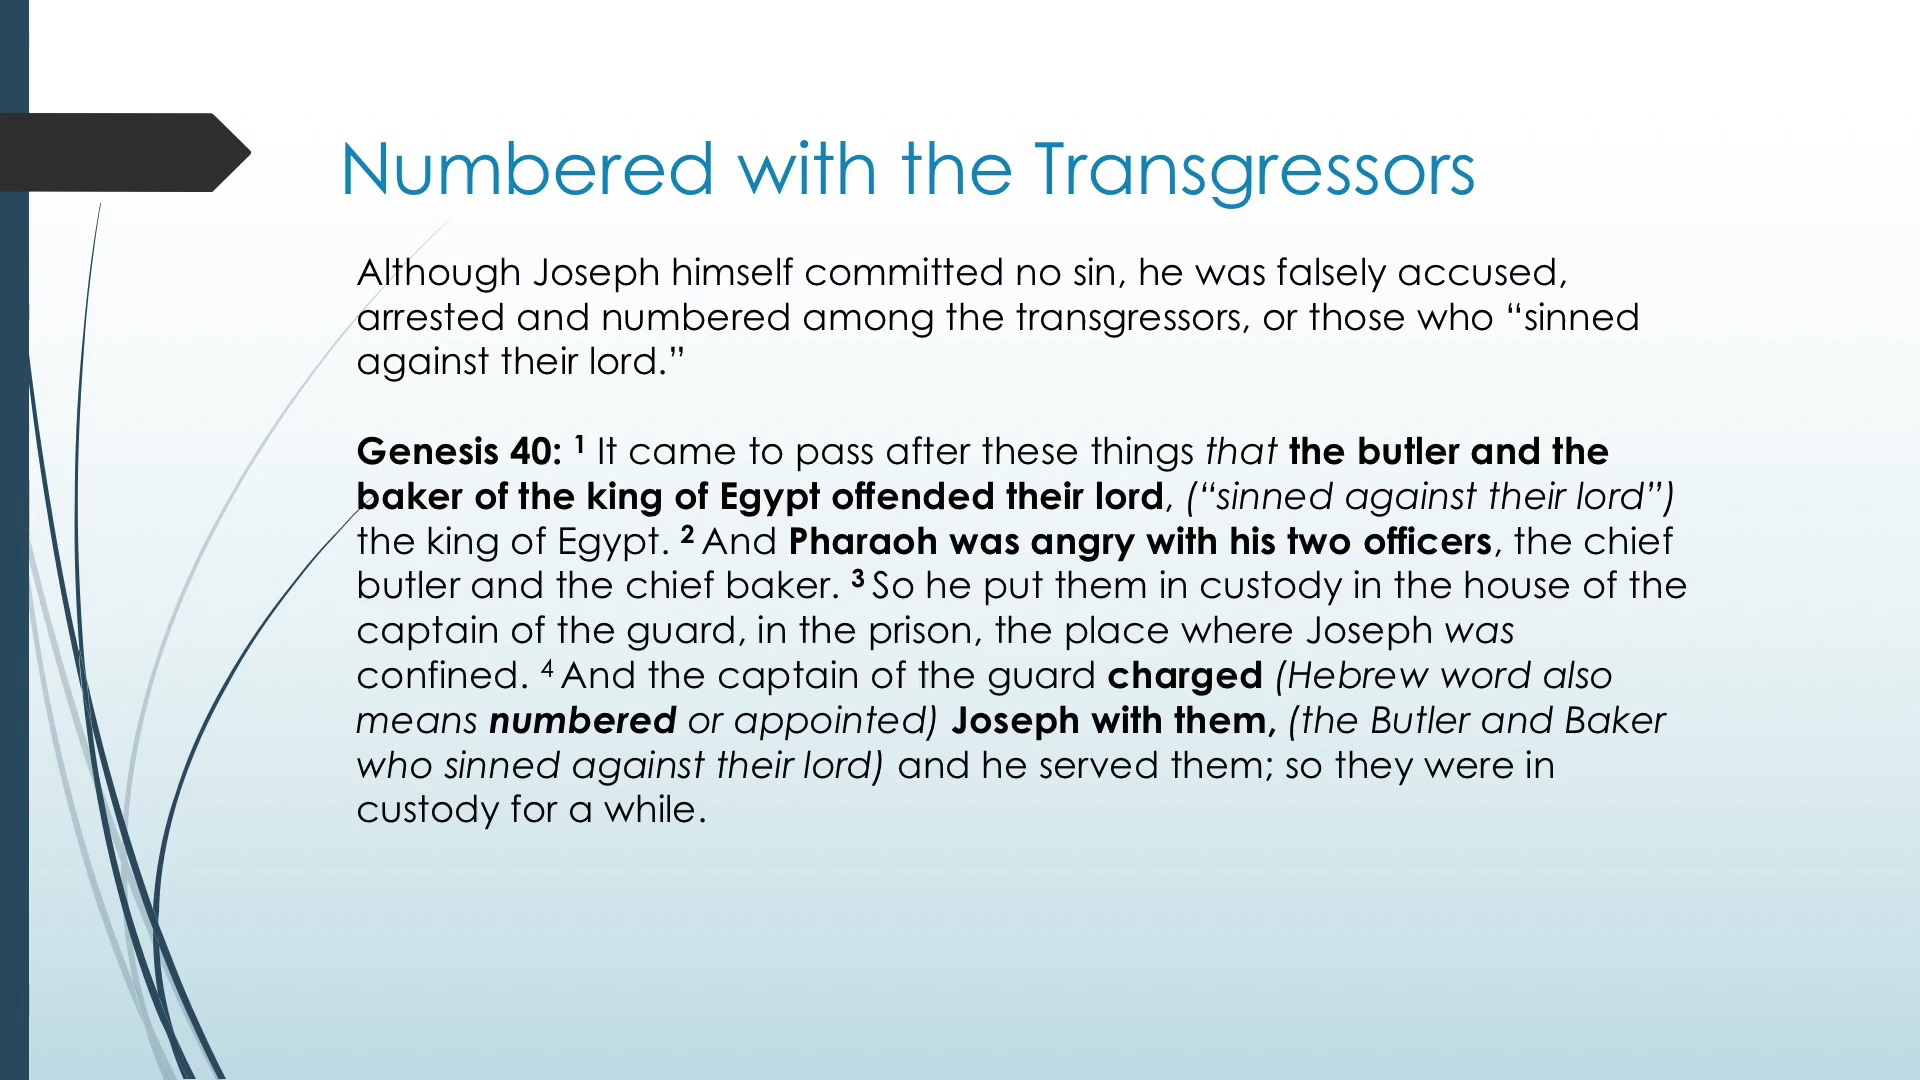 Numbered with the Transgressors
Although Joseph himself committed no sin, he was falsely accused,
arrested and numbered among the transgressors, or those who “sinned
against their lord.”
Genesis 40: ¹ It came to pass after these things that the butler and the
baker of the king of Egypt offended their lord, (“sinned against their lord”)
the king of Egypt. ² And Pharaoh was angry with his two officers, the chief
butler and the chief baker. ³ So he put them in custody in the house of the
captain of the guard, in the prison, the place where Joseph was
confined. ⁴ And the captain of the guard charged (Hebrew word also
means numbered or appointed) Joseph with them, (the Butler and Baker
who sinned against their lord) and he served them; so they were in
custody for a while.